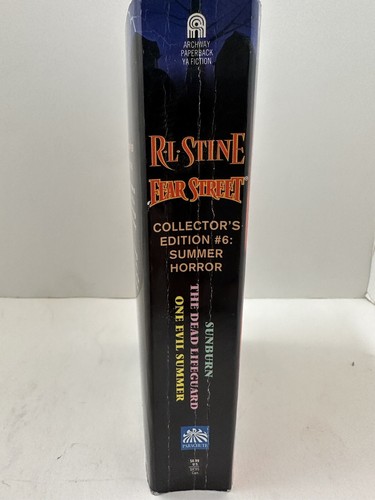 ARCHWAY
PAPERBACK
YA FICTION
R·L·STINE
FEAR STREET
COLLECTOR'S
EDITION #6:
SUMMER
HORROR
SUNBURN
THE DEAD LIFEGUARD
ONE EVIL SUMMER
PARACHUTE